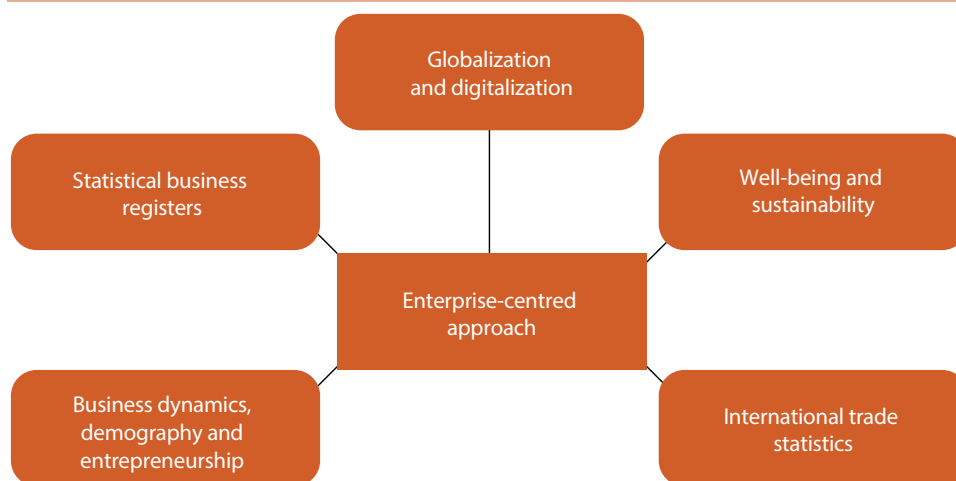 Globalization
and digitalization
Statistical business
registers
Well-being and
sustainability
Enterprise-centred
approach
Business dynamics,
demography and
entrepreneurship
International trade
statistics